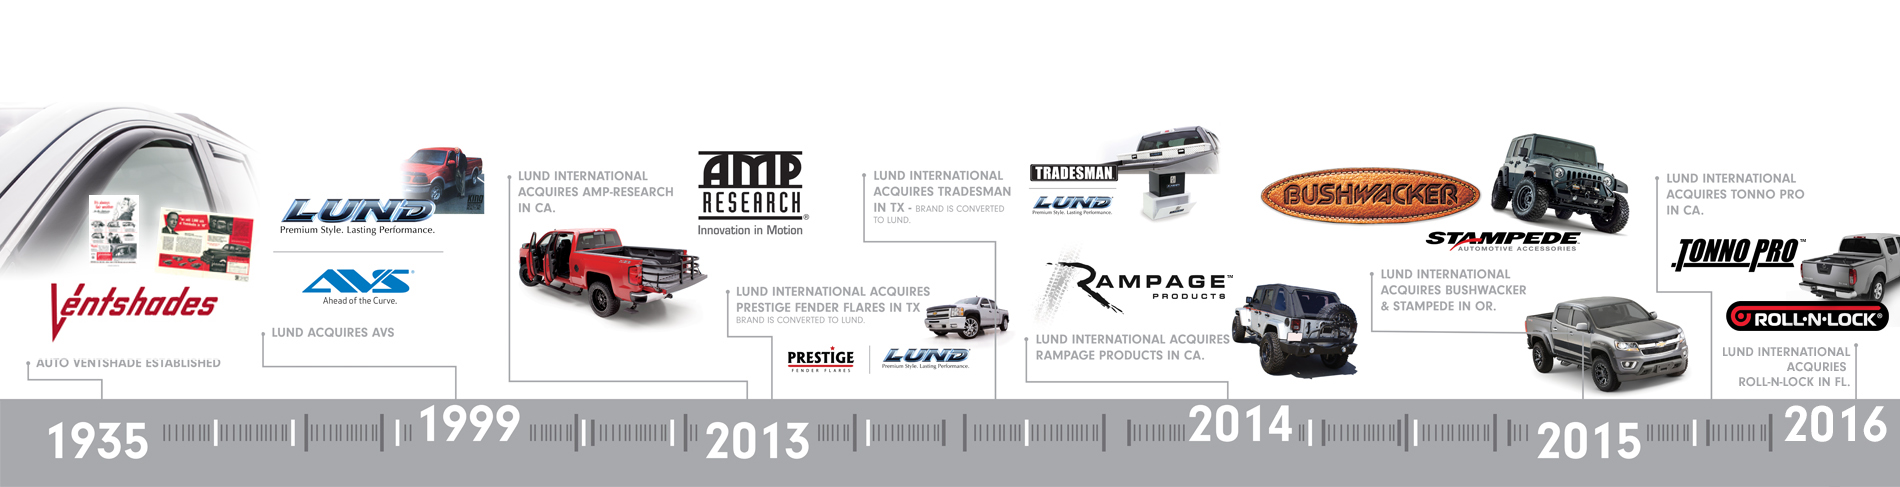 Ventshades
AUTO VENTSHADE ESTABLISHED
LUND
Premium Style. Lasting Performance.
AVS
Ahead of the Curve.
LUND ACQUIRES AVS
LUND INTERNATIONAL
ACQUIRES AMP-RESEARCH
IN CA.
AMP
RESEARCH®
Innovation in Motion
LUND INTERNATIONAL ACQUIRES
PRESTIGE FENDER FLARES IN TX
BRAND IS CONVERTED TO LUND.
PRESTIGE
FENDER FLARES
LUND
Premium Style. Lasting Performance.
LUND INTERNATIONAL
ACQUIRES TRADESMAN
IN TX - BRAND IS CONVERTED
TO LUND.
TRADESMAN
LUND
Premium Style. Lasting Performance.
RAMPAGE™
PRODUCTS
LUND INTERNATIONAL ACQUIRES
RAMPAGE PRODUCTS IN CA.
BUSHWACKER
STAMPEDE
AUTOMOTIVE ACCESSORIES
LUND INTERNATIONAL
ACQUIRES BUSHWACKER
& STAMPEDE IN OR.
LUND INTERNATIONAL
ACQUIRES TONNO PRO
IN CA.
TONNO PRO™
ROLL•N•LOCK®
LUND INTERNATIONAL
ACQURIES
ROLL-N-LOCK IN FL.
1935
1999
2013
2014
2015
2016